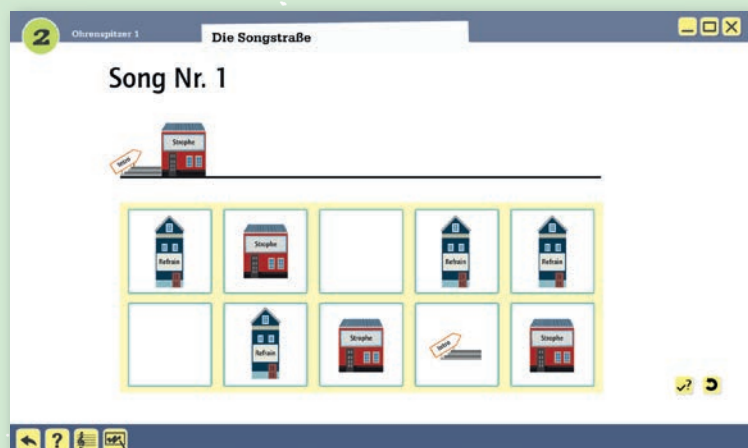 2
Ohrenspitzer 1
Die Songstraße
Song Nr. 1
Intro
Strophe
Refrain
Strophe
Refrain
Refrain
Refrain
Strophe
Intro
Strophe
?
?